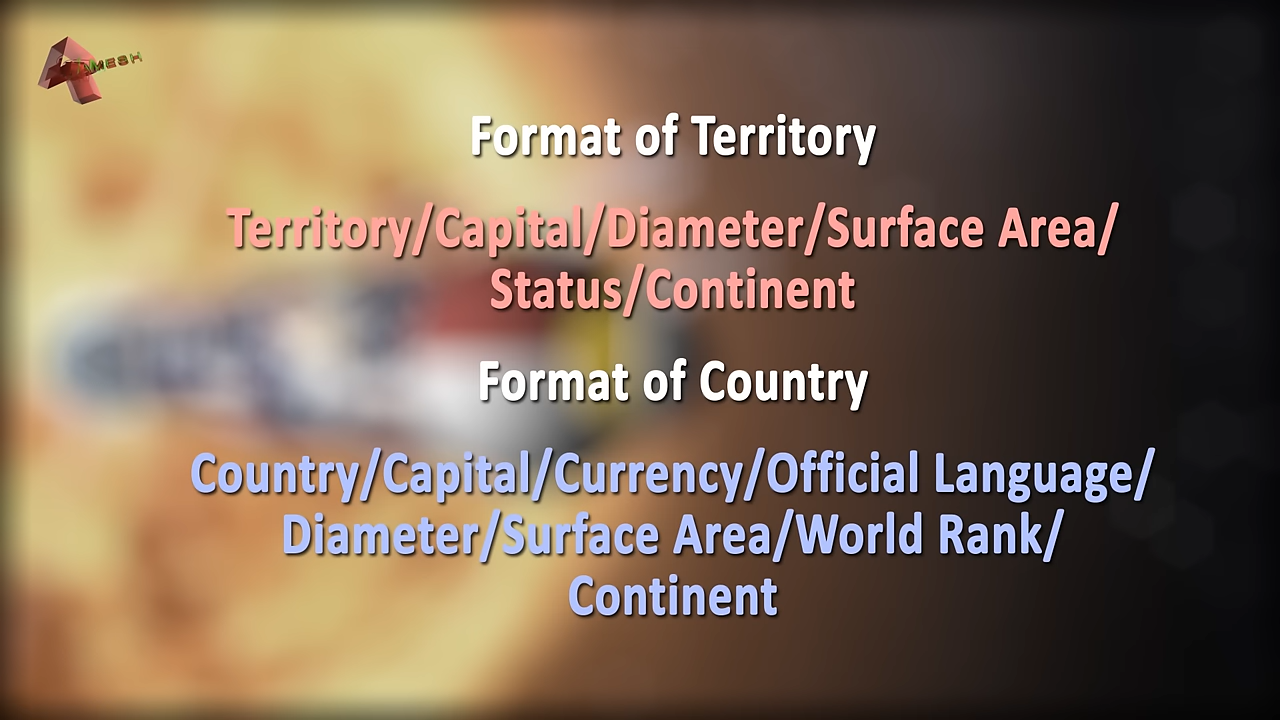 Format of Territory
Territory/Capital/Diameter/Surface Area/
Status/Continent
Format of Country
Country/Capital/Currency/Official Language/
Diameter/Surface Area/World Rank/
Continent